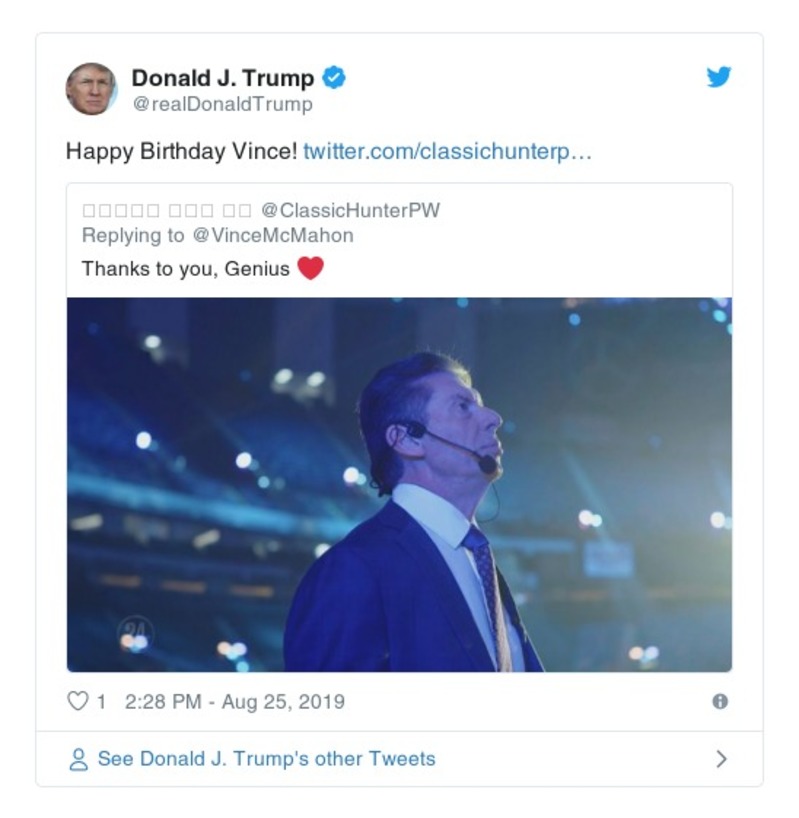 Donald J. Trump
@realDonaldTrump
Happy Birthday Vince! twitter.com/classichunterp…
@ClassicHunterPW
Replying to @VinceMcMahon
Thanks to you, Genius ❤️
24
1 2:28 PM - Aug 25, 2019
See Donald J. Trump's other Tweets